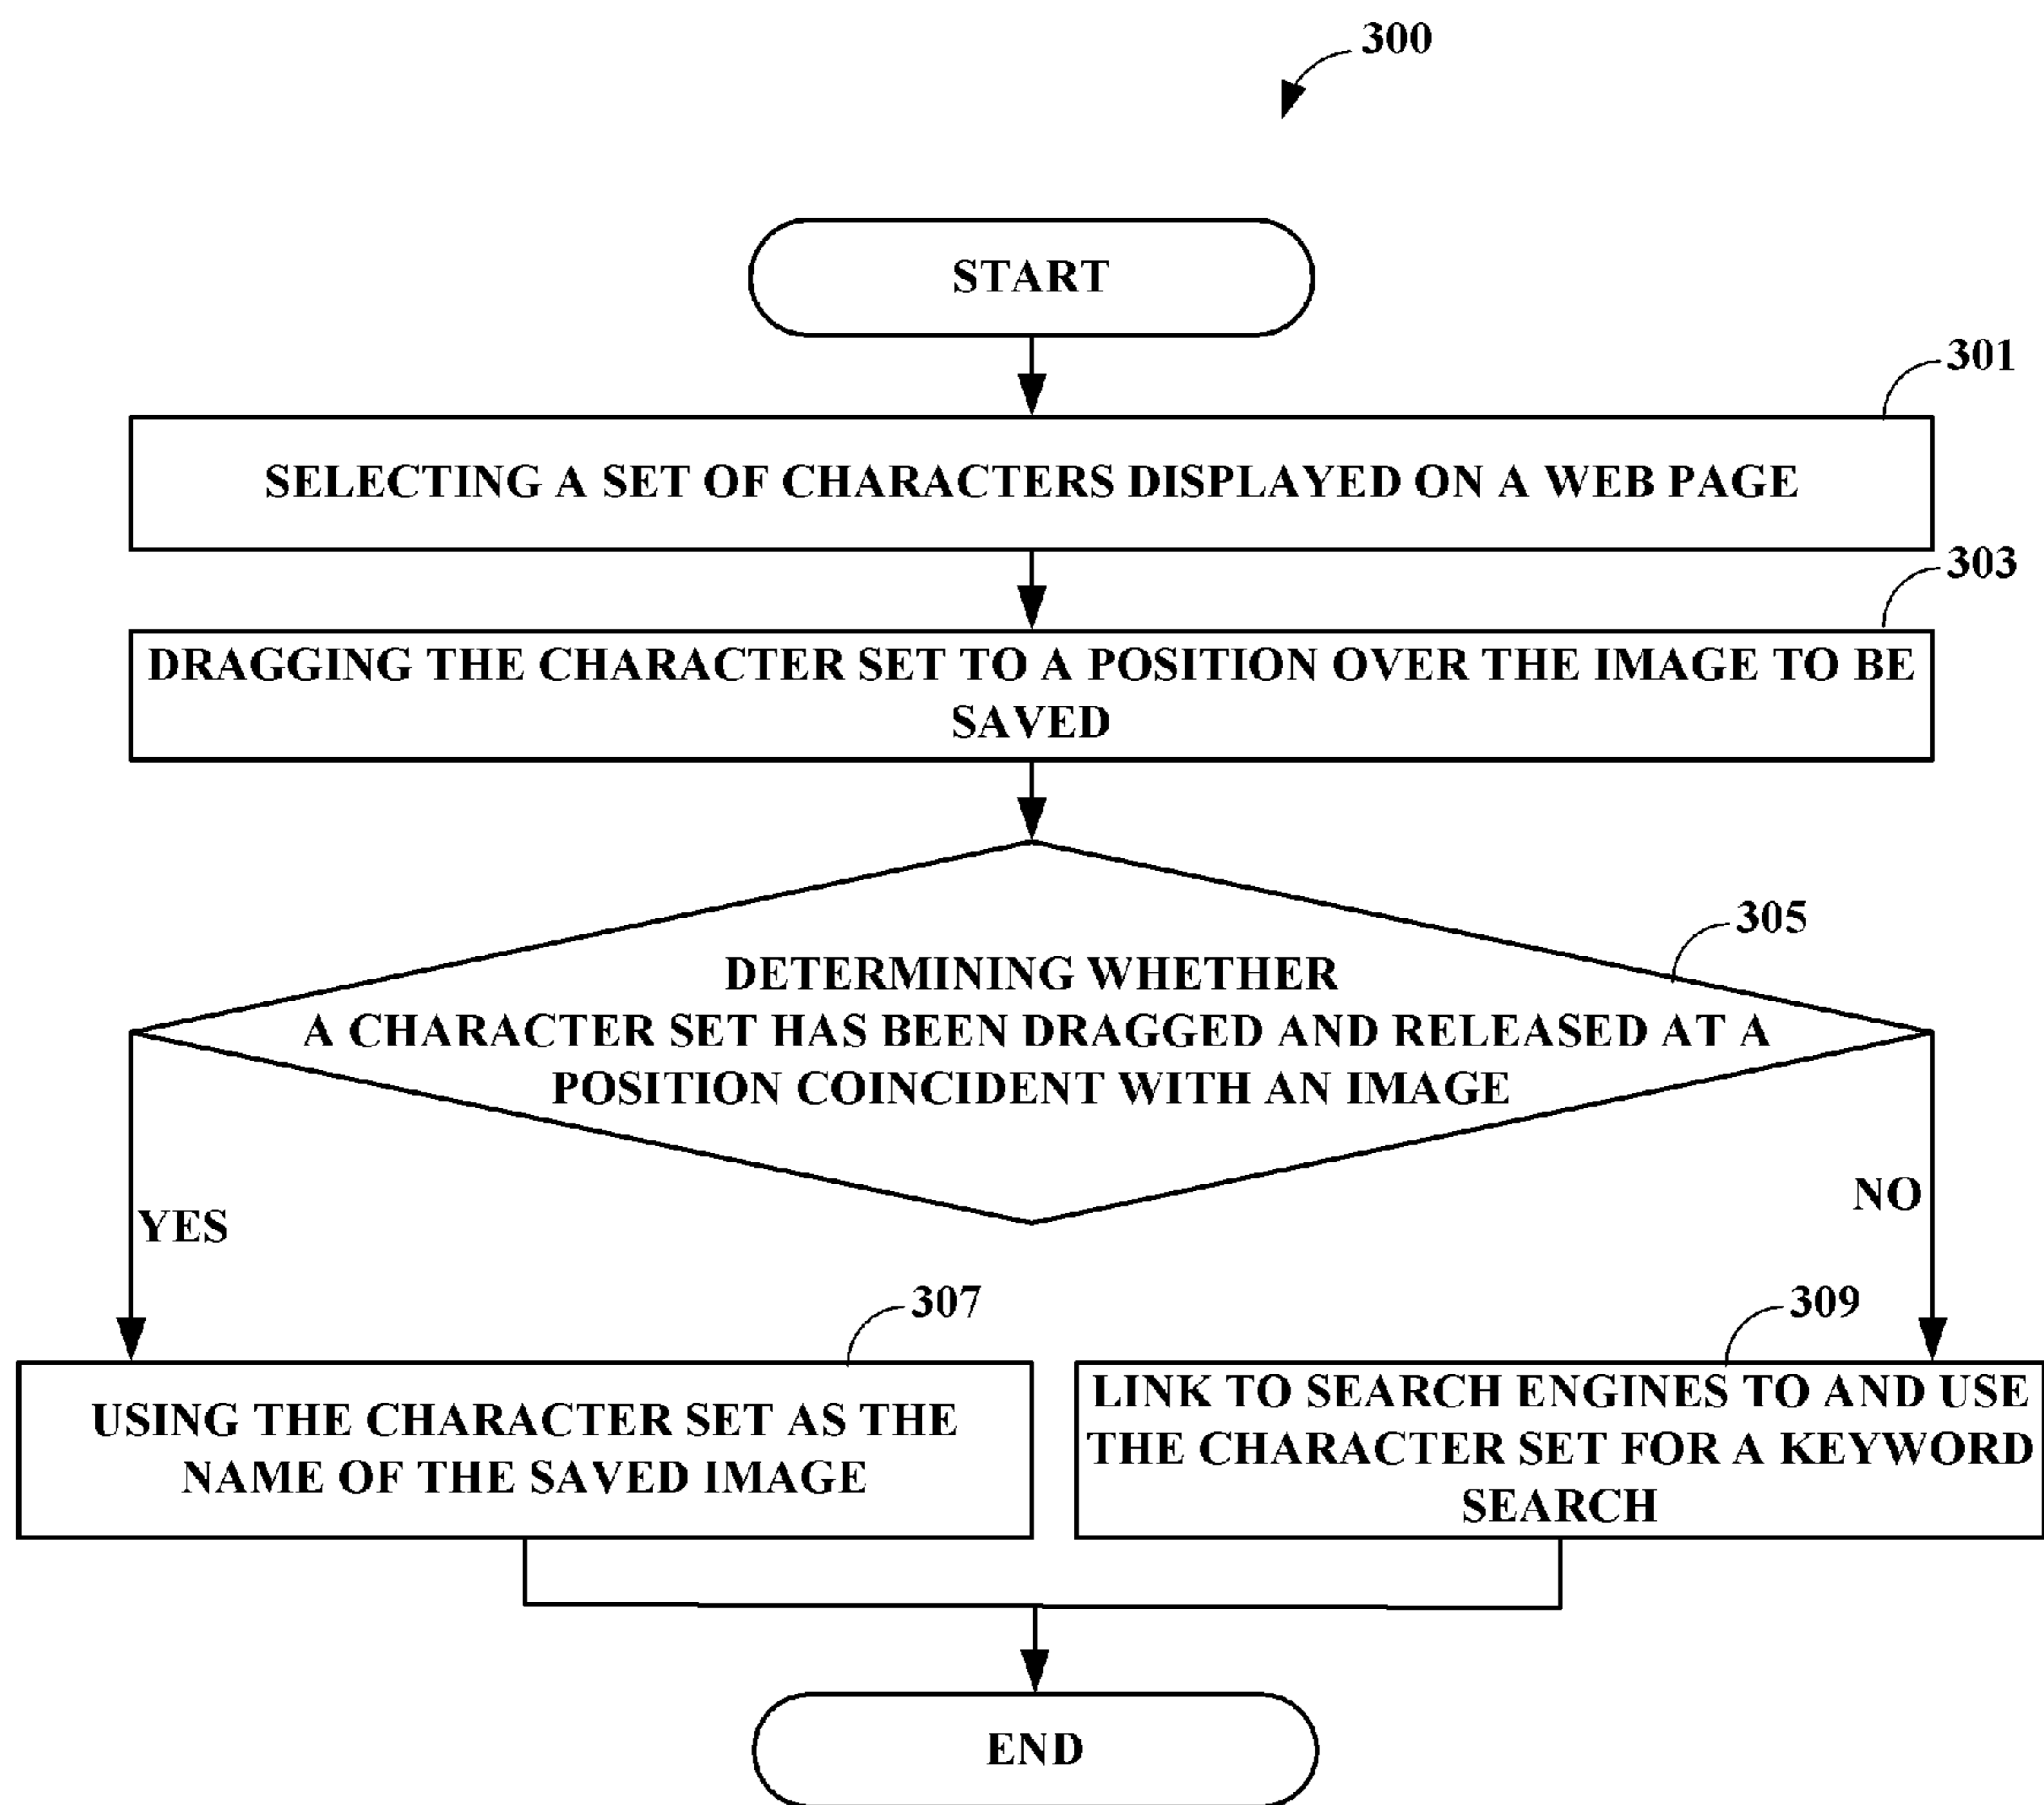 300
START
301
SELECTING A SET OF CHARACTERS DISPLAYED ON A WEB PAGE
303
DRAGGING THE CHARACTER SET TO A POSITION OVER THE IMAGE TO BE
SAVED
305
DETERMINING WHETHER
A CHARACTER SET HAS BEEN DRAGGED AND RELEASED AT A
POSITION COINCIDENT WITH AN IMAGE
YES
NO
307
USING THE CHARACTER SET AS THE
NAME OF THE SAVED IMAGE
309
LINK TO SEARCH ENGINES TO AND USE
THE CHARACTER SET FOR A KEYWORD
SEARCH
END